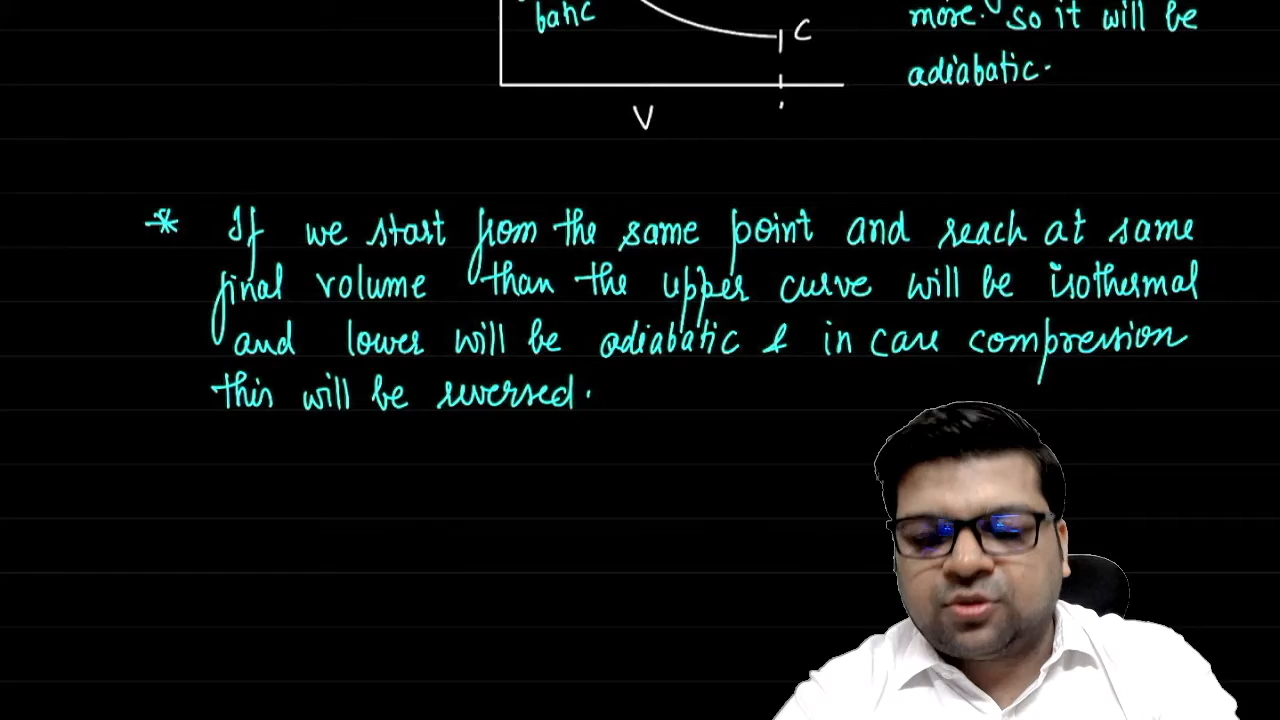 batic
C
more. so it will be
adiabatic.
V
* If we start from the same point and reach at same
final volume than the upper curve will be isothermal
and lower will be adiabatic & in case compression
this will be reversed.